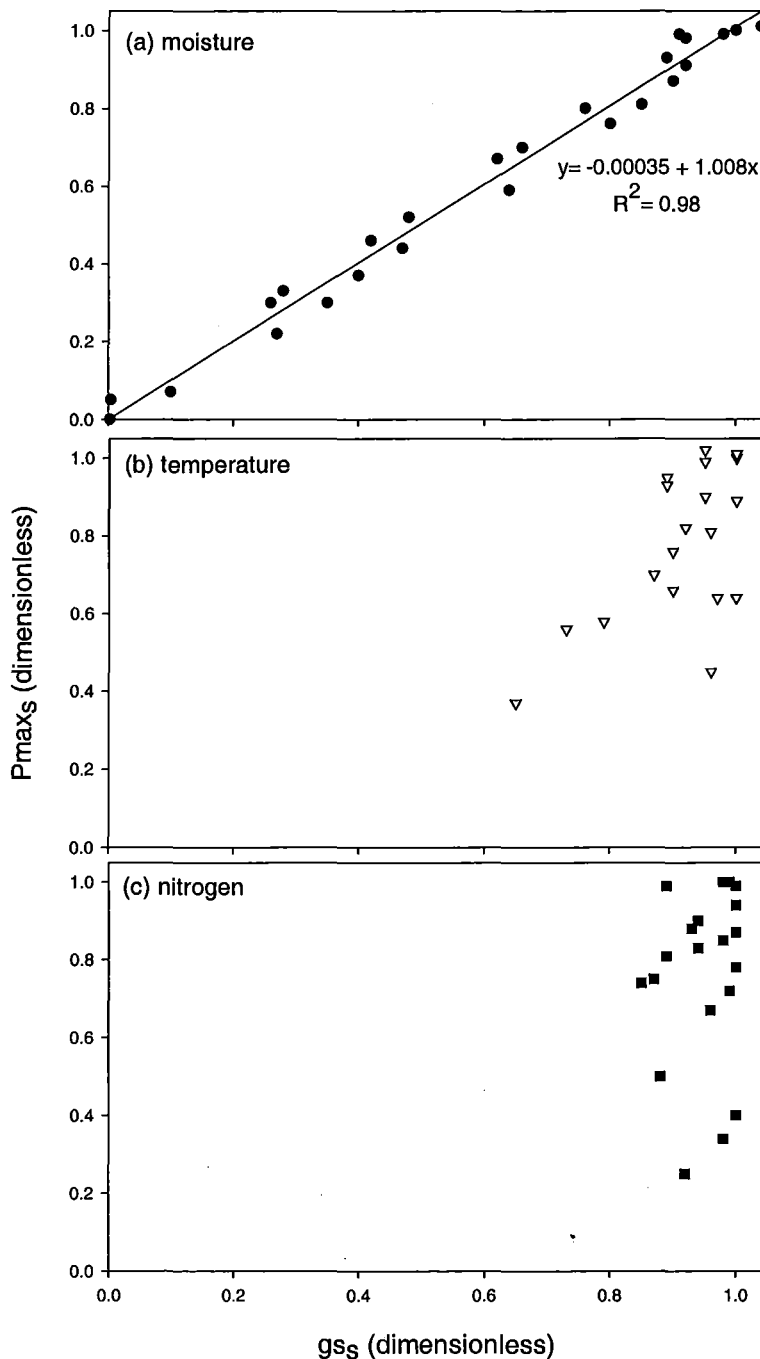 1.0
(a) moisture
0.8
0.6
y= -0.00035 + 1.008x
R2= 0.98
0.4
0.2
0.0
1.0
(b) temperature
0.8
0.6
0.4
0.2
0.0
Pmaxs (dimensionless)
1.0
(c) nitrogen
0.8
0.6
0.4
0.2
0.0
0.0 0.2 0.4 0.6 0.8 1.0
gss (dimensionless)